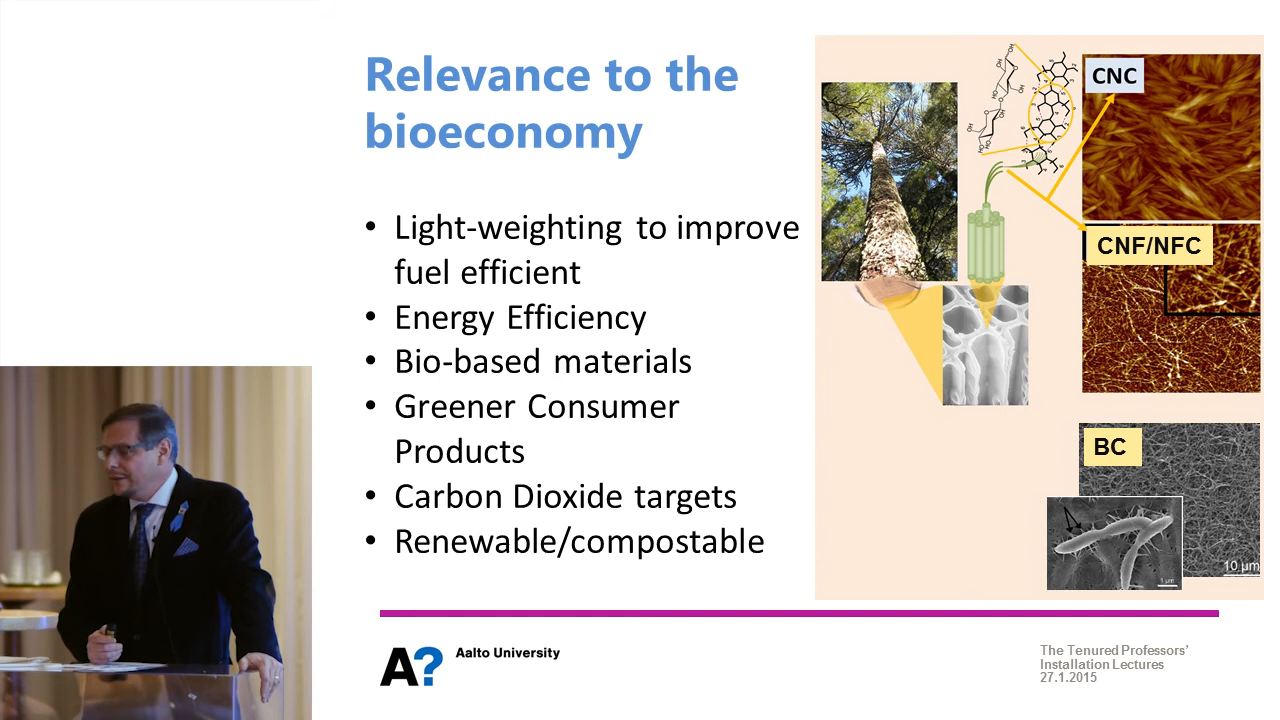 Relevance to the
bioeconomy
• Light-weighting to improve
fuel efficient
• Energy Efficiency
• Bio-based materials
• Greener Consumer
Products
• Carbon Dioxide targets
• Renewable/compostable
CNC
CNF/NFC
BC
10 µm
1 µm
A?
Aalto University
The Tenured Professors'
Installation Lectures
27.1.2015